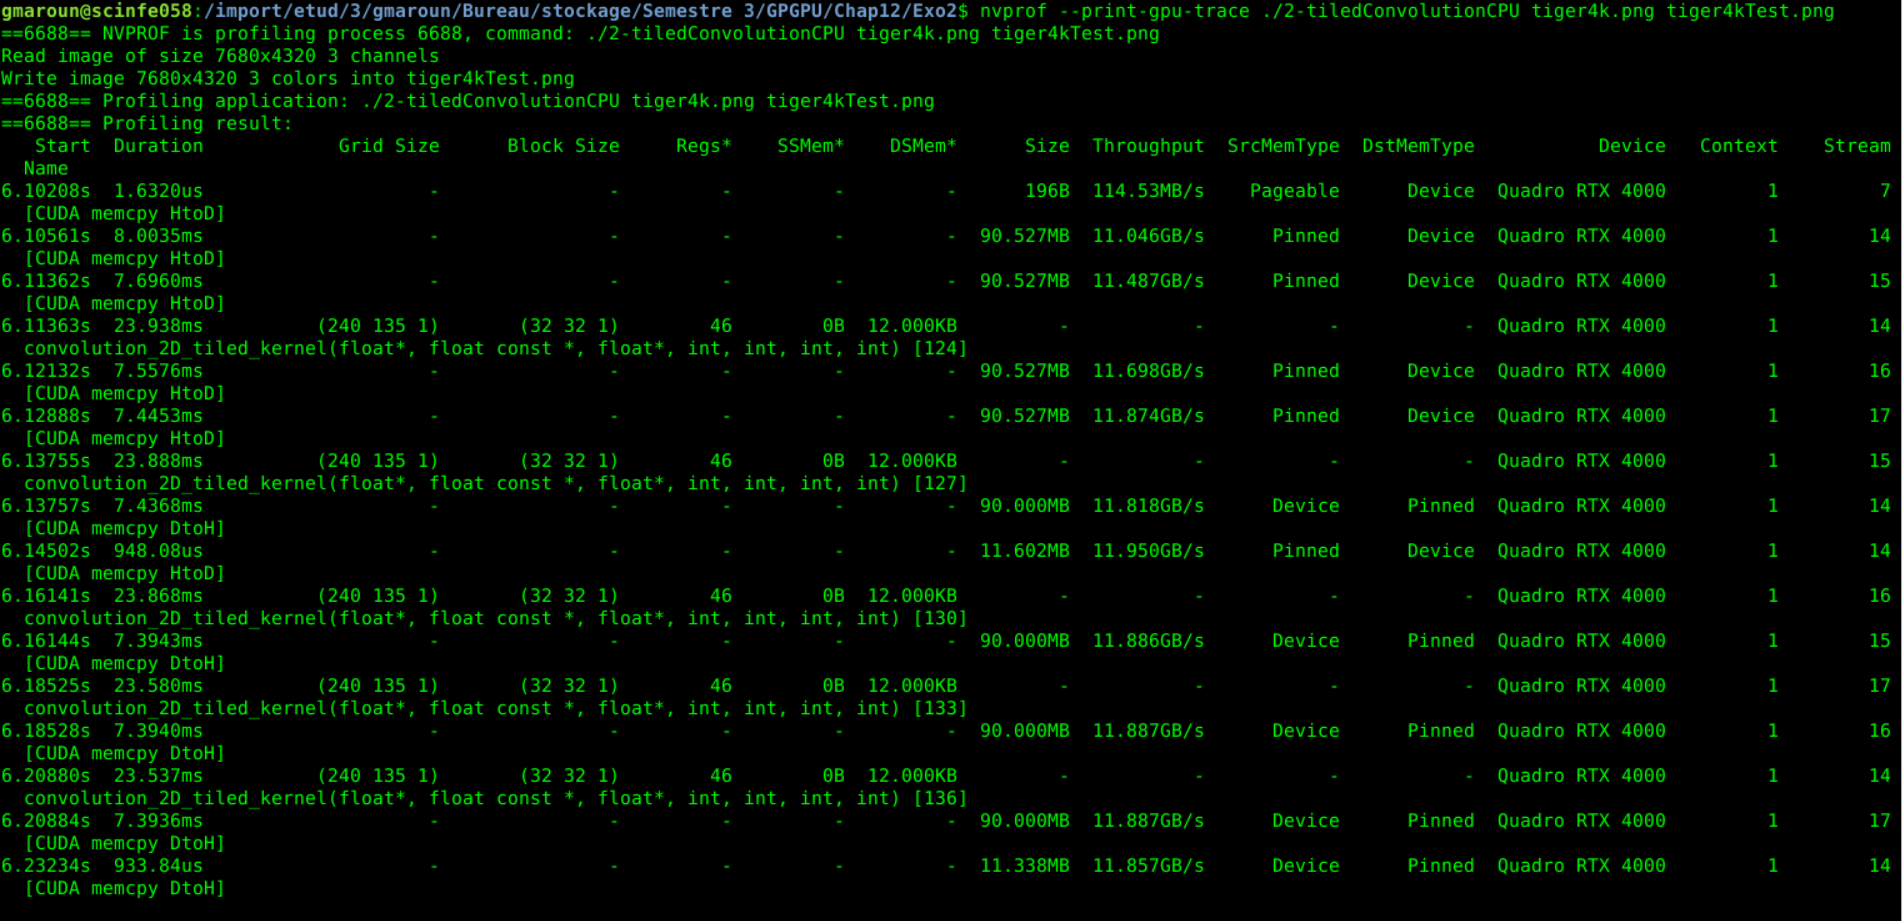 gmaroun@scinfe058:/import/etud/3/gmaroun/Bureau/stockage/Semestre 3/GPGPU/Chap12/Exo2$ nvprof --print-gpu-trace ./2-tiledConvolutionCPU tiger4k.png tiger4kTest.png
==6688== NVPROF is profiling process 6688, command: ./2-tiledConvolutionCPU tiger4k.png tiger4kTest.png
Read image of size 7680x4320 3 channels
Write image 7680x4320 3 colors into tiger4kTest.png
==6688== Profiling application: ./2-tiledConvolutionCPU tiger4k.png tiger4kTest.png
==6688== Profiling result:
Start Duration Grid Size Block Size Regs* SSMem* DSMem* Size Throughput SrcMemType DstMemType Device Context Stream
Name
6.10208s 1.6320us - - - - - 196B 114.53MB/s Pageable Device Quadro RTX 4000 1 7
[CUDA memcpy HtoD]
6.10561s 8.0035ms - - - - - 90.527MB 11.046GB/s Pinned Device Quadro RTX 4000 1 14
[CUDA memcpy HtoD]
6.11362s 7.6960ms - - - - - 90.527MB 11.487GB/s Pinned Device Quadro RTX 4000 1 15
[CUDA memcpy HtoD]
6.11363s 23.938ms (240 135 1) (32 32 1) 46 0B 12.000KB - - - - Quadro RTX 4000 1 14
convolution_2D_tiled_kernel(float*, float const *, float*, int, int, int, int) [124]
6.12132s 7.5576ms - - - - - 90.527MB 11.698GB/s Pinned Device Quadro RTX 4000 1 16
[CUDA memcpy HtoD]
6.12888s 7.4453ms - - - - - 90.527MB 11.874GB/s Pinned Device Quadro RTX 4000 1 17
[CUDA memcpy HtoD]
6.13755s 23.888ms (240 135 1) (32 32 1) 46 0B 12.000KB - - - - Quadro RTX 4000 1 15
convolution_2D_tiled_kernel(float*, float const *, float*, int, int, int, int) [127]
6.13757s 7.4368ms - - - - - 90.000MB 11.818GB/s Device Pinned Quadro RTX 4000 1 14
[CUDA memcpy DtoH]
6.14502s 948.08us - - - - - 11.602MB 11.950GB/s Pinned Device Quadro RTX 4000 1 14
[CUDA memcpy HtoD]
6.16141s 23.868ms (240 135 1) (32 32 1) 46 0B 12.000KB - - - - Quadro RTX 4000 1 16
convolution_2D_tiled_kernel(float*, float const *, float*, int, int, int, int) [130]
6.16144s 7.3943ms - - - - - 90.000MB 11.886GB/s Device Pinned Quadro RTX 4000 1 15
[CUDA memcpy DtoH]
6.18525s 23.580ms (240 135 1) (32 32 1) 46 0B 12.000KB - - - - Quadro RTX 4000 1 17
convolution_2D_tiled_kernel(float*, float const *, float*, int, int, int, int) [133]
6.18528s 7.3940ms - - - - - 90.000MB 11.887GB/s Device Pinned Quadro RTX 4000 1 16
[CUDA memcpy DtoH]
6.20880s 23.537ms (240 135 1) (32 32 1) 46 0B 12.000KB - - - - Quadro RTX 4000 1 14
convolution_2D_tiled_kernel(float*, float const *, float*, int, int, int, int) [136]
6.20884s 7.3936ms - - - - - 90.000MB 11.887GB/s Device Pinned Quadro RTX 4000 1 17
[CUDA memcpy DtoH]
6.23234s 933.84us - - - - - 11.338MB 11.857GB/s Device Pinned Quadro RTX 4000 1 14
[CUDA memcpy DtoH]